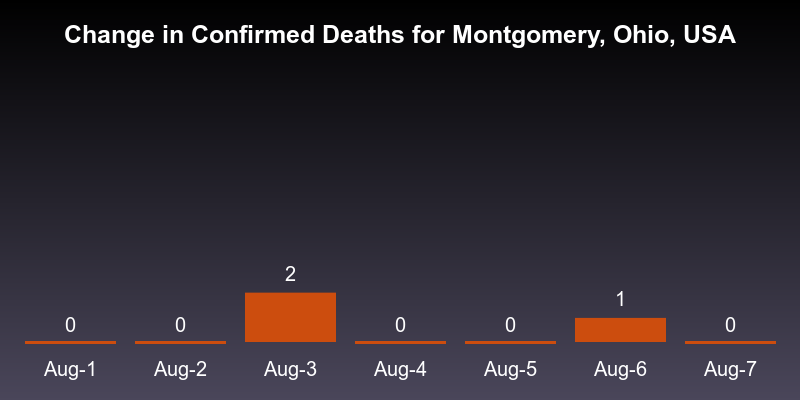 Change in Confirmed Deaths for Montgomery, Ohio, USA
0 0 2 0 0 1 0
Aug-1 Aug-2 Aug-3 Aug-4 Aug-5 Aug-6 Aug-7